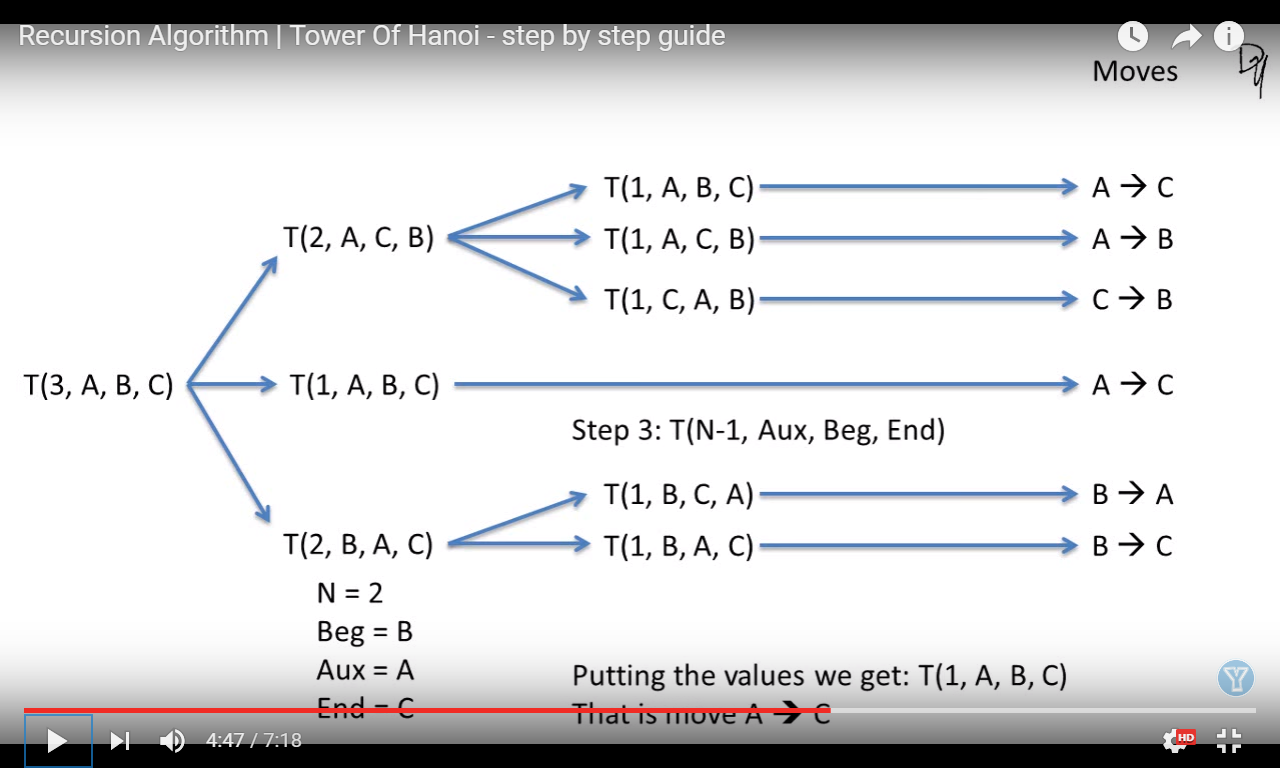 Recursion Algorithm | Tower Of Hanoi - step by step guide
Moves
T(1, A, B, C) A → C
T(2, A, C, B) T(1, A, C, B) A → B
T(1, C, A, B) C → B
T(3, A, B, C) T(1, A, B, C) A → C
Step 3: T(N-1, Aux, Beg, End)
T(1, B, C, A) B → A
T(2, B, A, C) T(1, B, A, C) B → C
N = 2
Beg = B
Aux = A
Putting the values we get: T(1, A, B, C)
End = C
That is move A → C
4:47 / 7:18
HD